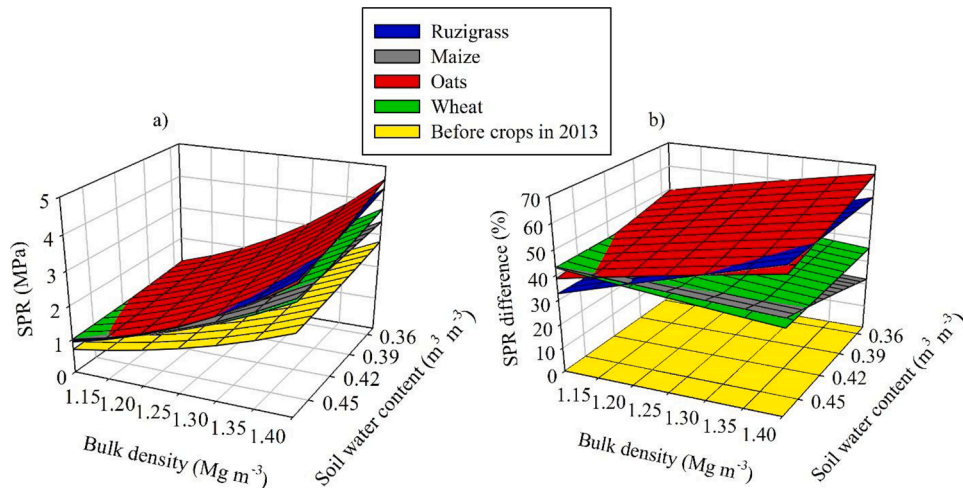 Ruzigrass
Maize
Oats
Wheat
Before crops in 2013
a)
5
4
3
2
1
0
SPR (MPa)
1.15
1.20
1.25
1.30
1.35
1.40
Bulk density (Mg m⁻³)
0.36
0.39
0.42
0.45
Soil water content (m³ m⁻³)
b)
70
60
50
40
30
20
10
0
SPR difference (%)
1.15
1.20
1.25
1.30
1.35
1.40
Bulk density (Mg m⁻³)
0.36
0.39
0.42
0.45
Soil water content (m³ m⁻³)